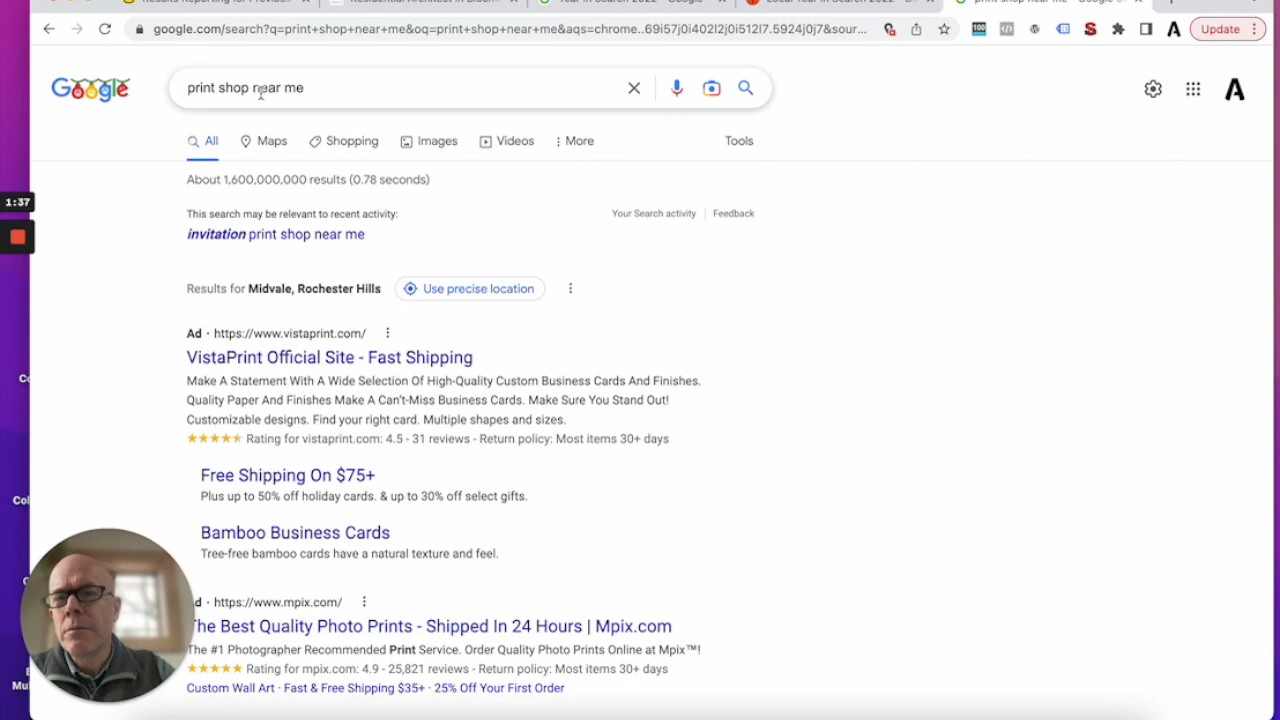 print shop near me - Google
google.com/search?q=print+shop+near+me&oq=print+shop+near+me&aqs=chrome..69i57j0i402l2j0i512l7.5924j0j7&sour...
Update
Google
print shop near me
All
Maps
Shopping
Images
Videos
More
Tools
About 1,600,000,000 results (0.78 seconds)
1:37
This search may be relevant to recent activity:
Your Search activity
Feedback
invitation print shop near me
Results for Midvale, Rochester Hills
Use precise location
Ad · https://www.vistaprint.com/
VistaPrint Official Site - Fast Shipping
Make A Statement With A Wide Selection Of High-Quality Custom Business Cards And Finishes.
Quality Paper And Finishes Make A Can't-Miss Business Cards. Make Sure You Stand Out!
Customizable designs. Find your right card. Multiple shapes and sizes.
Rating for vistaprint.com: 4.5 - 31 reviews - Return policy: Most items 30+ days
Free Shipping On $75+
Plus up to 50% off holiday cards. & up to 30% off select gifts.
Bamboo Business Cards
Tree-free bamboo cards have a natural texture and feel.
https://www.mpix.com/
The Best Quality Photo Prints - Shipped In 24 Hours | Mpix.com
The #1 Photographer Recommended Print Service. Order Quality Photo Prints Online at Mpix™!
Rating for mpix.com: 4.9 - 25,821 reviews - Return policy: Most items 30+ days
Custom Wall Art · Fast & Free Shipping $35+ · 25% Off Your First Order